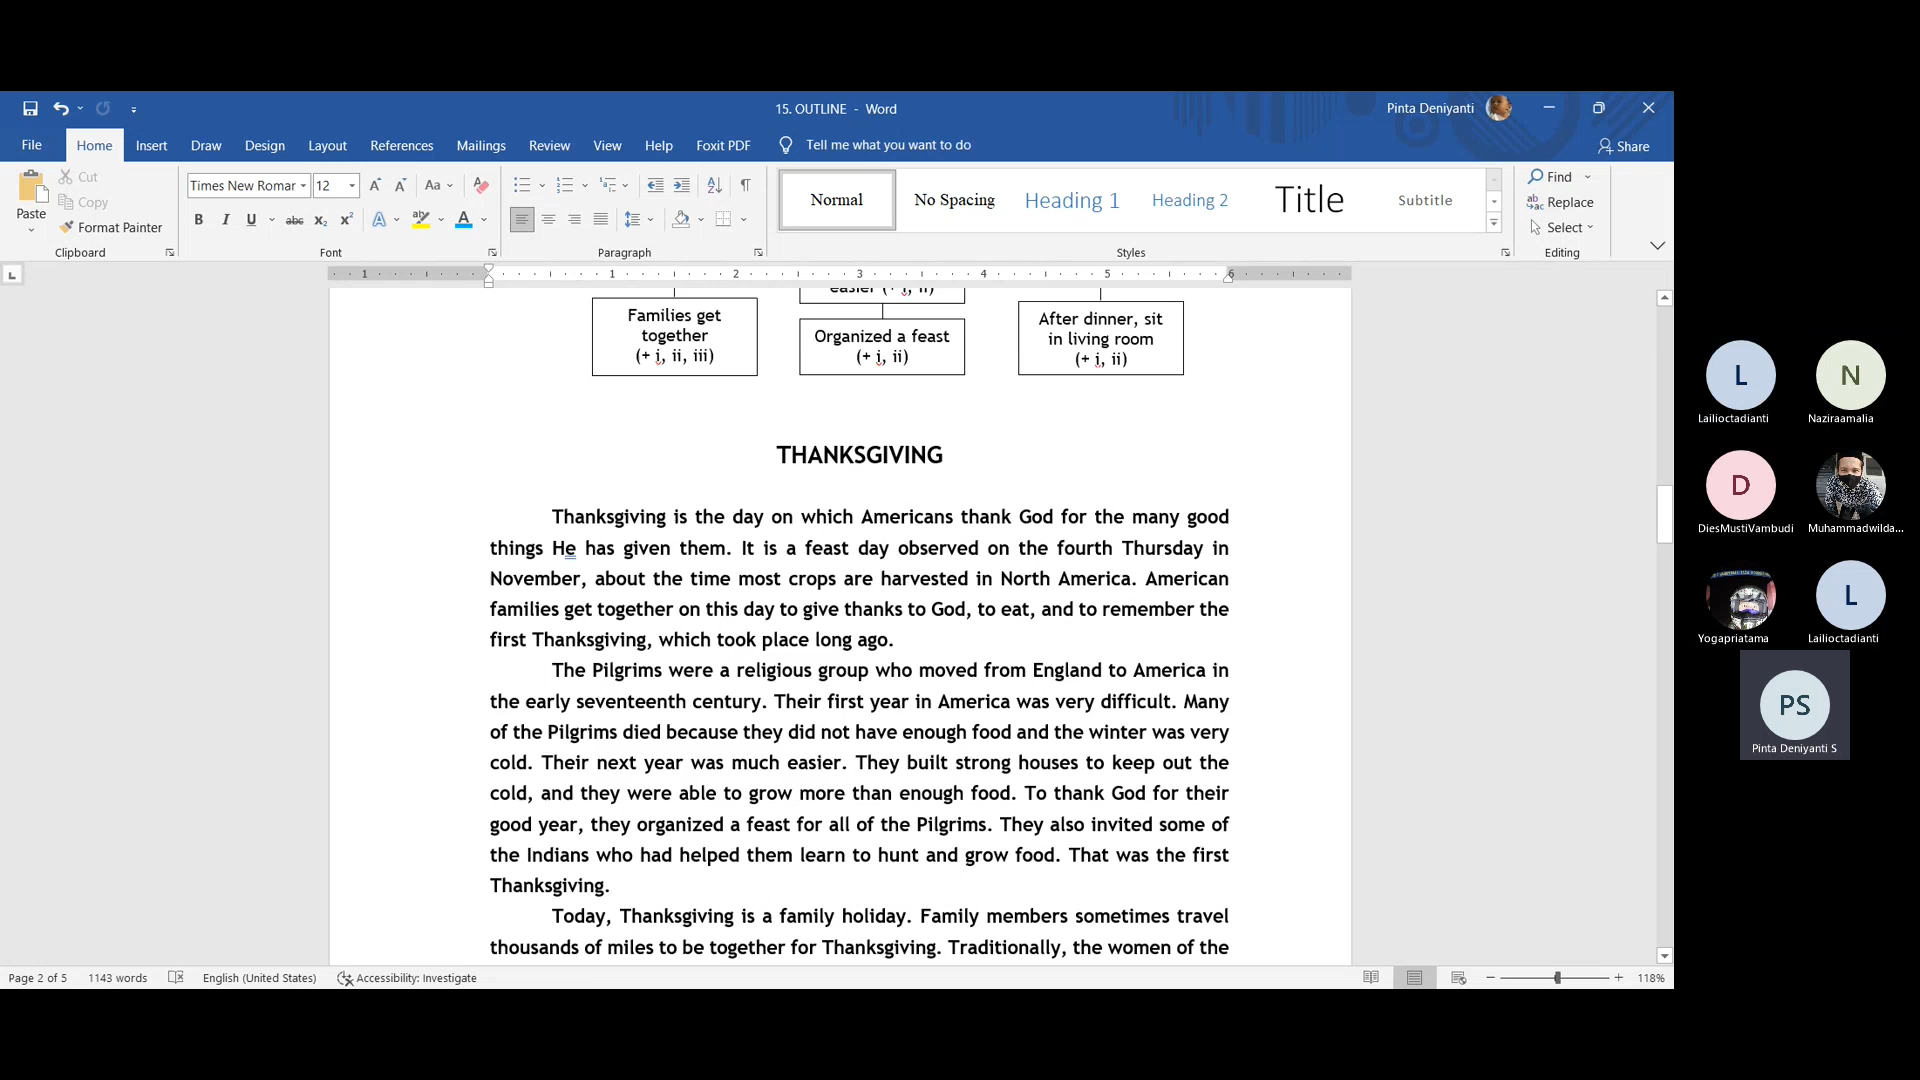 15. OUTLINE - Word
Pinta Deniyanti
File Home Insert Draw Design Layout References Mailings Review View Help Foxit PDF Tell me what you want to do Share
Paste
Cut
Copy
Format Painter
Clipboard
Times New Romar 12
Font
Paragraph
Normal No Spacing Heading 1 Heading 2 Title Subtitle
Styles
Find
Replace
Select
Editing
1 1 2 3 4 5 6
Families get
together
(+ i, ii, iii)
easier (+ i, ii)
Organized a feast
(+ i, ii)
After dinner, sit
in living room
(+ i, ii)
THANKSGIVING
Thanksgiving is the day on which Americans thank God for the many good
things He has given them. It is a feast day observed on the fourth Thursday in
November, about the time most crops are harvested in North America. American
families get together on this day to give thanks to God, to eat, and to remember the
first Thanksgiving, which took place long ago.
The Pilgrims were a religious group who moved from England to America in
the early seventeenth century. Their first year in America was very difficult. Many
of the Pilgrims died because they did not have enough food and the winter was very
cold. Their next year was much easier. They built strong houses to keep out the
cold, and they were able to grow more than enough food. To thank God for their
good year, they organized a feast for all of the Pilgrims. They also invited some of
the Indians who had helped them learn to hunt and grow food. That was the first
Thanksgiving.
Today, Thanksgiving is a family holiday. Family members sometimes travel
thousands of miles to be together for Thanksgiving. Traditionally, the women of the
Page 2 of 5 1143 words English (United States) Accessibility: Investigate 118%
L N
Lailioctadianti Naziraamalia
D
DiesMustiVambudi Muhammadwilda...
L
Yogapriatama Lailioctadianti
PS
Pinta Deniyanti S